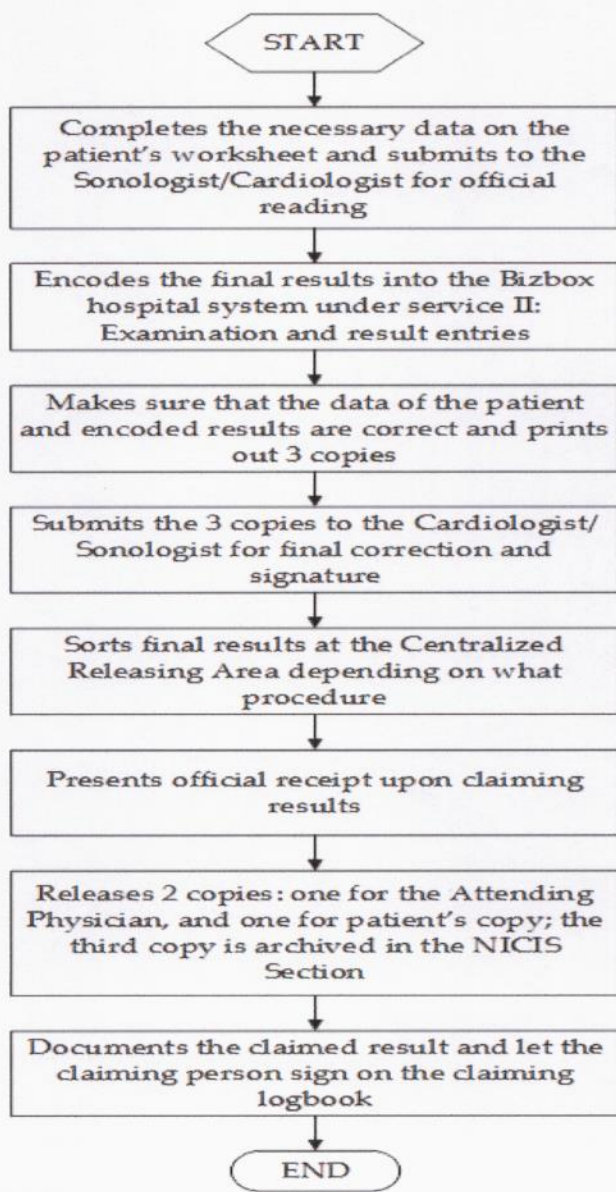 START
Completes the necessary data on the
patient's worksheet and submits to the
Sonologist/Cardiologist for official
reading
Encodes the final results into the Bizbox
hospital system under service II:
Examination and result entries
Makes sure that the data of the patient
and encoded results are correct and prints
out 3 copies
Submits the 3 copies to the Cardiologist/
Sonologist for final correction and
signature
Sorts final results at the Centralized
Releasing Area depending on what
procedure
Presents official receipt upon claiming
results
Releases 2 copies: one for the Attending
Physician, and one for patient's copy; the
third copy is archived in the NICIS
Section
Documents the claimed result and let the
claiming person sign on the claiming
logbook
END